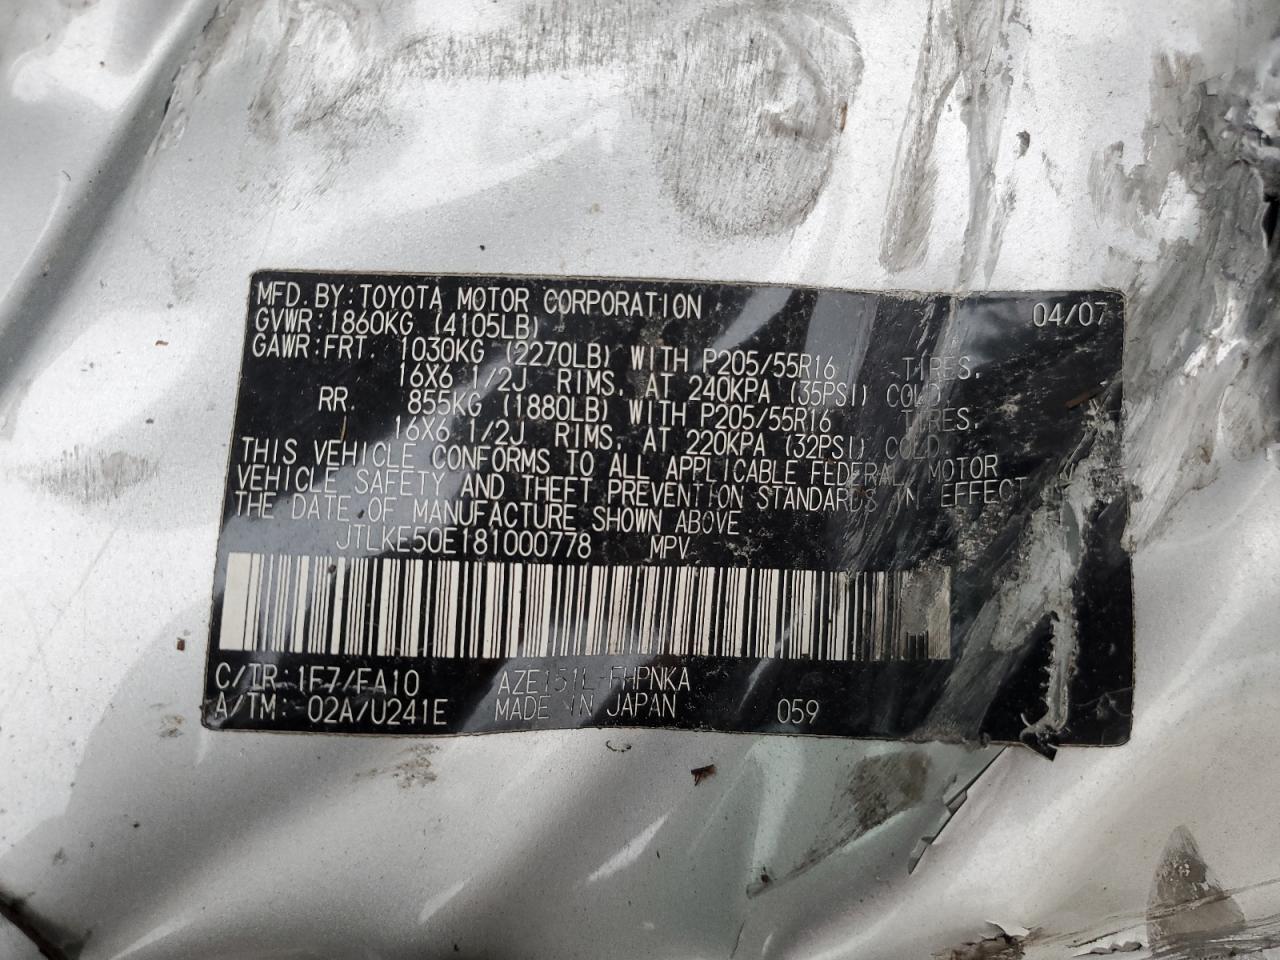 MFD. BY: TOYOTA MOTOR CORPORATION 04/07
GVWR: 1860KG (4105LB)
GAWR: FRT. 1030KG (2270LB) WITH P205/55R16 TIRES,
16X6 1/2J RIMS, AT 240KPA (35PSI) COLD,
RR. 855KG (1880LB) WITH P205/55R16 TIRES,
16X6 1/2J RIMS, AT 220KPA (32PSI) COLD.
THIS VEHICLE CONFORMS TO ALL APPLICABLE FEDERAL MOTOR
VEHICLE SAFETY AND THEFT PREVENTION STANDARDS IN EFFECT
THE DATE OF MANUFACTURE SHOWN ABOVE
JTLKE50E181000778 MPV
C/TR: 1F7/FA10 AZE151L-FHPNKA
A/TM: 02A/U241E MADE IN JAPAN 059